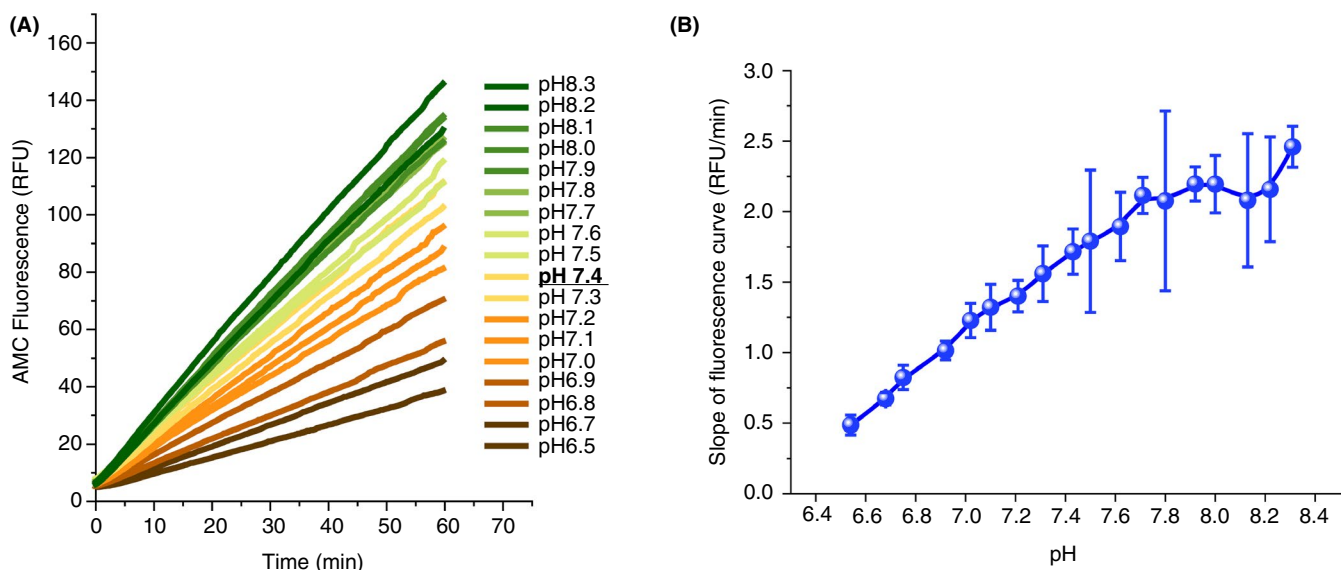 (A)
AMC Fluorescence (RFU)
160
140
120
100
80
60
40
20
0
0 10 20 30 40 50 60 70
Time (min)
pH8.3
pH8.2
pH8.1
pH8.0
pH7.9
pH7.8
pH7.7
pH 7.6
pH 7.5
pH 7.4
pH 7.3
pH7.2
pH7.1
pH7.0
pH6.9
pH6.8
pH6.7
pH6.5
(B)
Slope of fluorescence curve (RFU/min)
3.0
2.5
2.0
1.5
1.0
0.5
0.0
6.4 6.6 6.8 7.0 7.2 7.4 7.6 7.8 8.0 8.2 8.4
pH